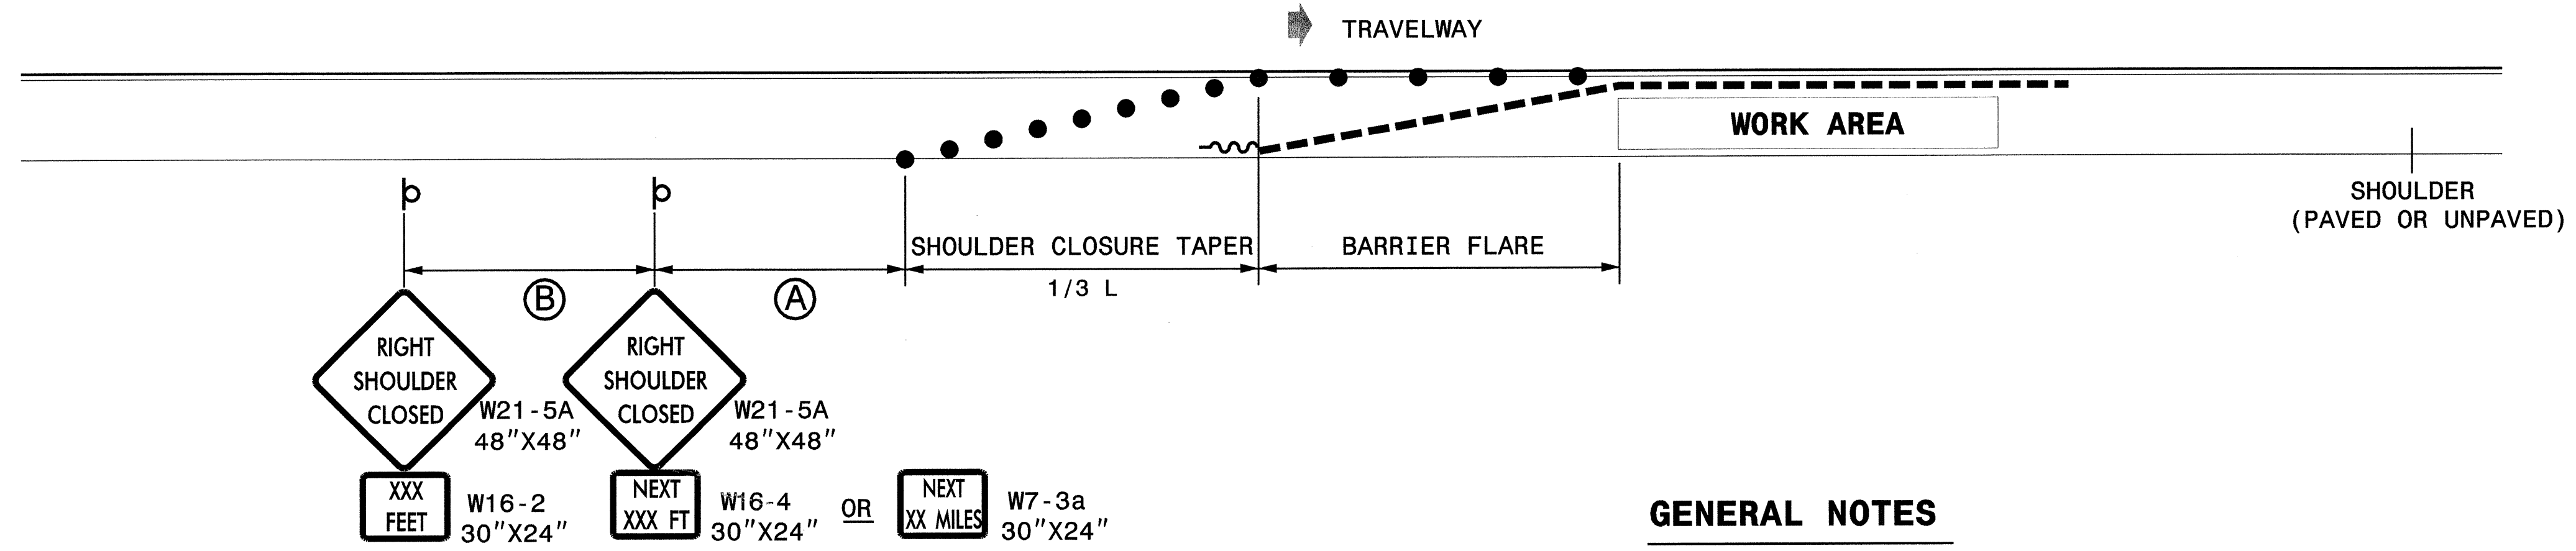 TRAVELWAY
WORK AREA
SHOULDER
(PAVED OR UNPAVED)
SHOULDER CLOSURE TAPER
1/3 L
BARRIER FLARE
B
A
RIGHT
SHOULDER
CLOSED
W21-5A
48"X48"
XXX
FEET
W16-2
30"X24"
RIGHT
SHOULDER
CLOSED
W21-5A
48"X48"
NEXT
XXX FT
W16-4
30"X24"
OR
NEXT
XX MILES
W7-3a
30"X24"
GENERAL NOTES